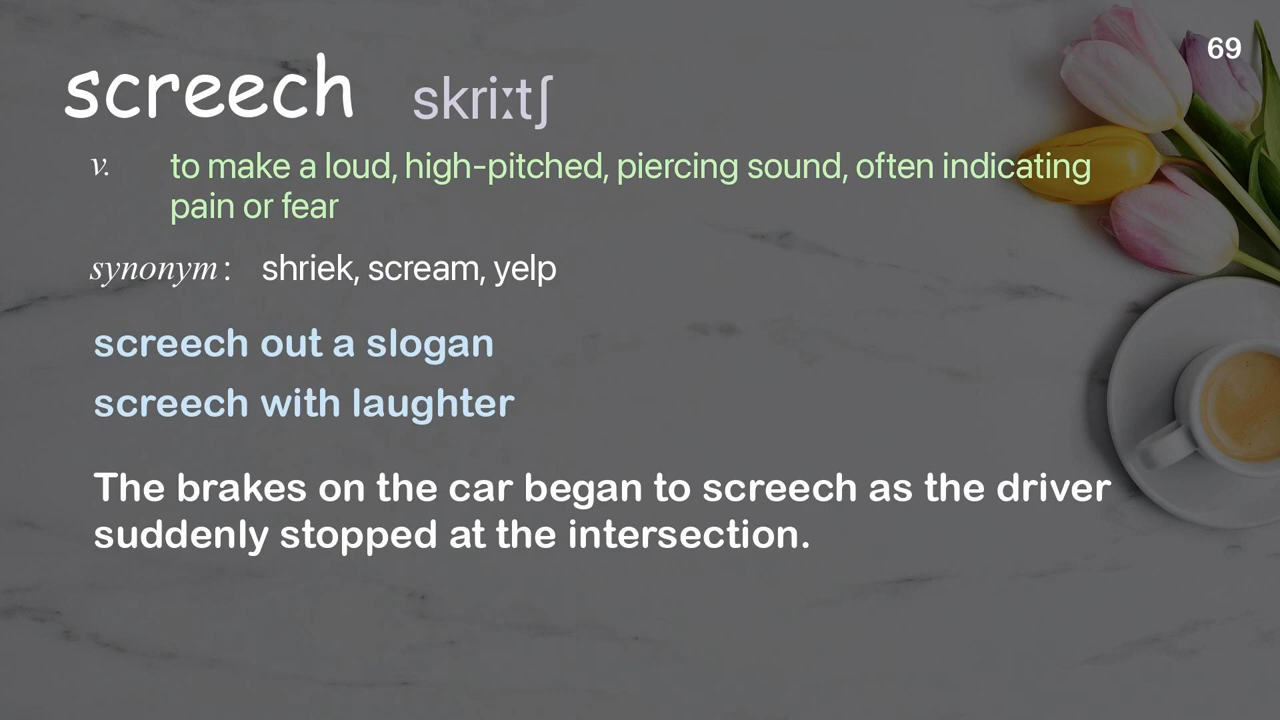 69
screech skriːtʃ
v. to make a loud, high-pitched, piercing sound, often indicating
pain or fear
synonym: shriek, scream, yelp
screech out a slogan
screech with laughter
The brakes on the car began to screech as the driver
suddenly stopped at the intersection.